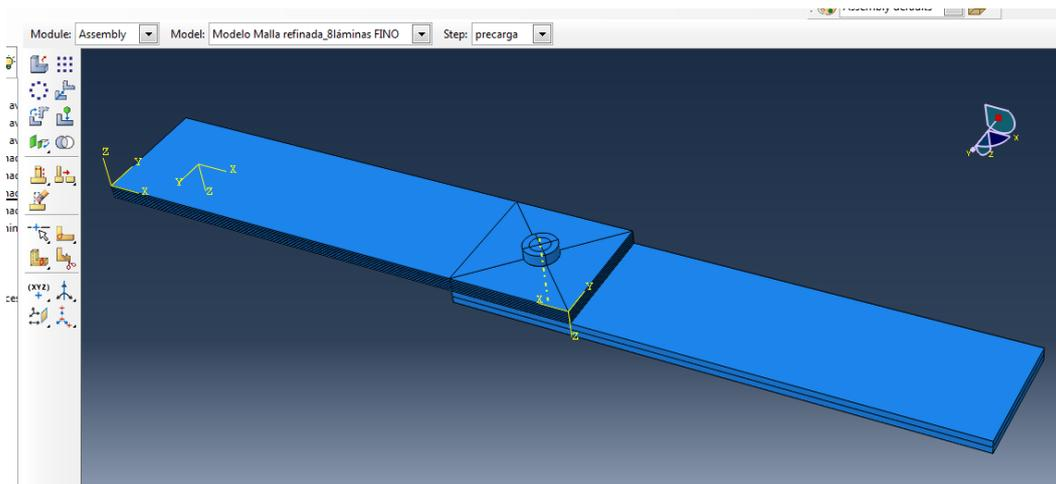 Assembly defaults
Module: Assembly Model: Modelo Malla refinada_8láminas FINO Step: precarga
Z
Y
X
X
Y
Z
X
Y
Z
(XYZ)
X
Y
Z